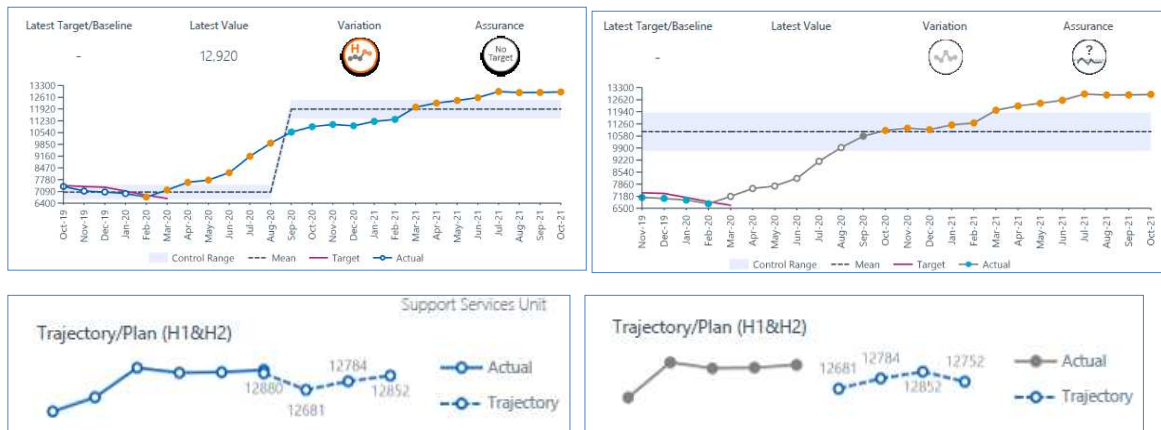 Latest Target/Baseline Latest Value Variation Assurance
- 12,920 H No Target
13300
12610
11920
11230
10540
9850
9160
8470
7780
7090
6400
Oct-19 Nov-19 Dec-19 Jan-20 Feb-20 Mar-20 Apr-20 May-20 Jun-20 Jul-20 Aug-20 Sep-20 Oct-20 Nov-20 Dec-20 Jan-21 Feb-21 Mar-21 Apr-21 May-21 Jun-21 Jul-21 Aug-21 Sep-21 Oct-21
Control Range Mean Target Actual
Latest Target/Baseline Latest Value Variation Assurance
- ?
13300
12620
11940
11260
10580
9900
9220
8540
7860
7180
6500
Nov-19 Dec-19 Jan-20 Feb-20 Mar-20 Apr-20 May-20 Jun-20 Jul-20 Aug-20 Sep-20 Oct-20 Nov-20 Dec-20 Jan-21 Feb-21 Mar-21 Apr-21 May-21 Jun-21 Jul-21 Aug-21 Sep-21 Oct-21
Control Range Mean Target Actual
Support Services Unit
Trajectory/Plan (H1&H2)
12784
12880
12852
12681
Actual
Trajectory
Trajectory/Plan (H1&H2)
12784 12752
12681
12852
Actual
Trajectory